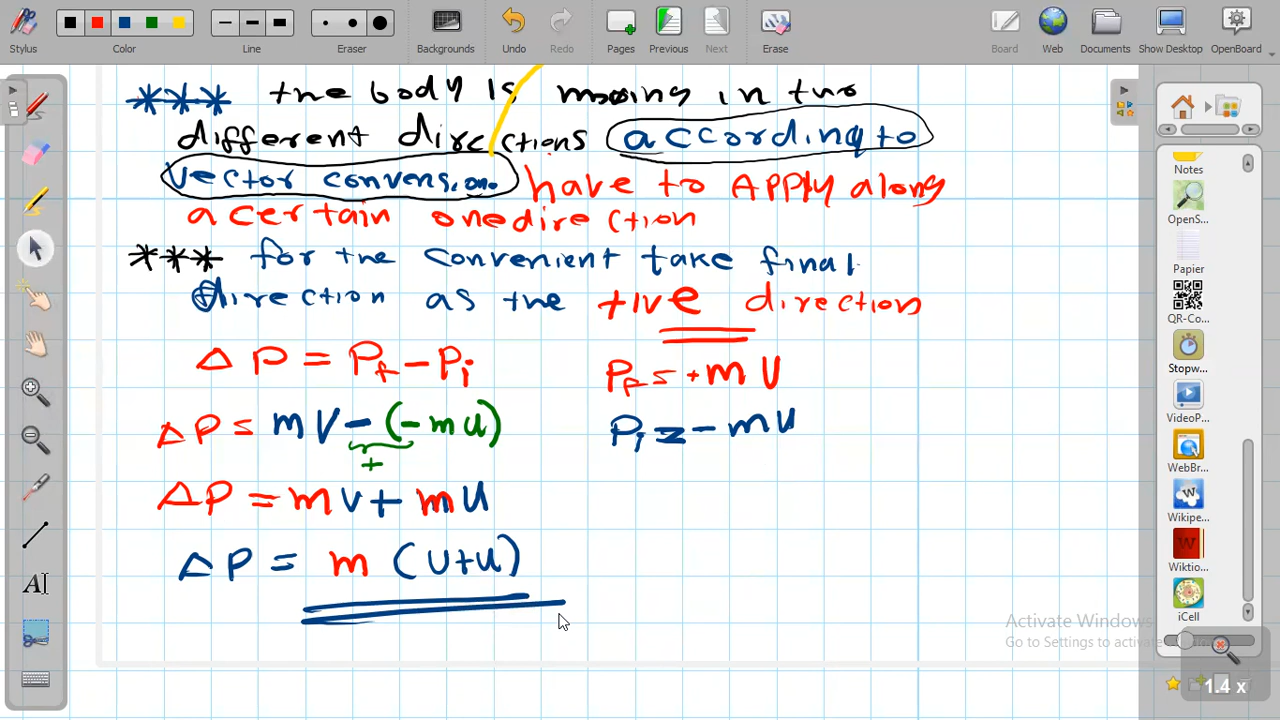 Stylus
Color
Line
Eraser
Backgrounds
Undo
Redo
Pages
Previous
Next
Erase
Board
Web
Documents
Show Desktop
OpenBoard
*** the body is moving in two
different directions according to
vector convension. have to APPly along
a certain onedirection
*** for the convenient take final
direction as the +ive direction
ΔP = Pf - Pi
Pf = +mV
ΔP = mV - (-mU)
+
Pi = -mU
ΔP = mV + mU
ΔP = m (V+U)
Notes
OpenS...
Papier
QR-Co...
Stopw...
VideoP...
WebBr...
Wikipe...
Wiktio...
iCell
Activate Windows
Go to Settings to activate
1.4 x